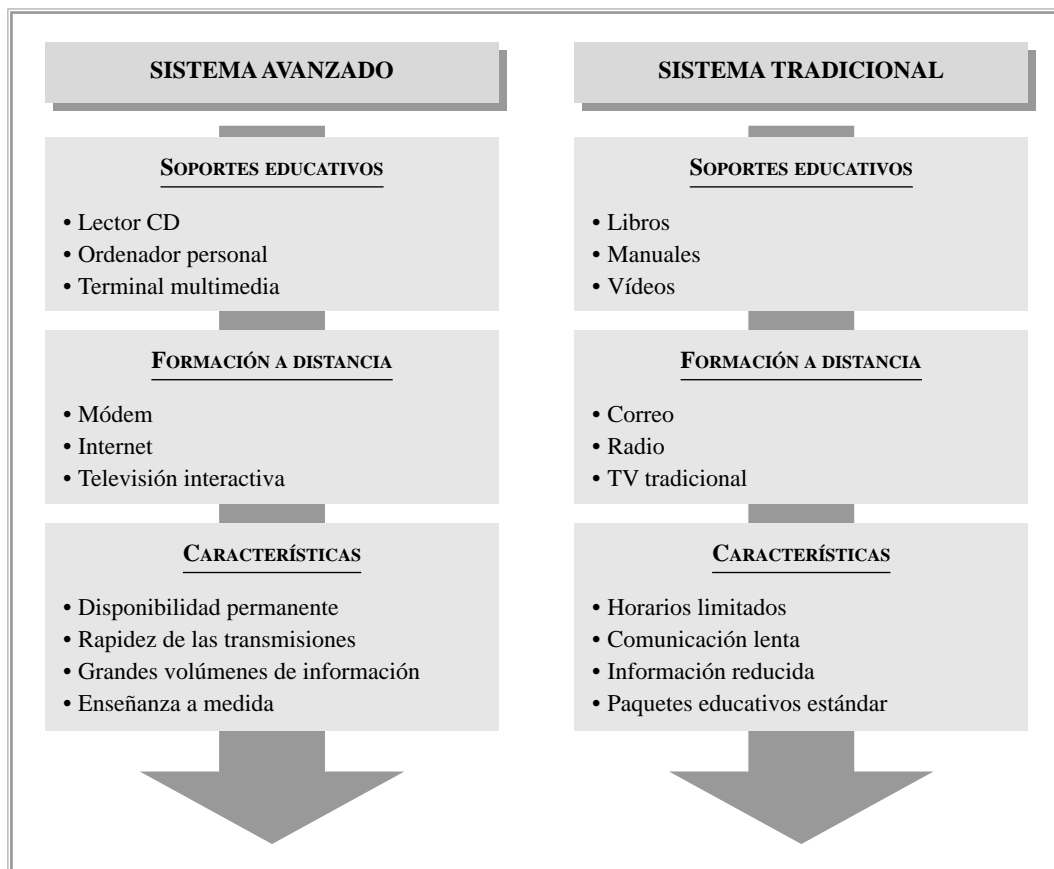 SISTEMA AVANZADO
SOPORTES EDUCATIVOS
• Lector CD
• Ordenador personal
• Terminal multimedia
FORMACIÓN A DISTANCIA
• Módem
• Internet
• Televisión interactiva
CARACTERÍSTICAS
• Disponibilidad permanente
• Rapidez de las transmisiones
• Grandes volúmenes de información
• Enseñanza a medida
SISTEMA TRADICIONAL
SOPORTES EDUCATIVOS
• Libros
• Manuales
• Vídeos
FORMACIÓN A DISTANCIA
• Correo
• Radio
• TV tradicional
CARACTERÍSTICAS
• Horarios limitados
• Comunicación lenta
• Información reducida
• Paquetes educativos estándar